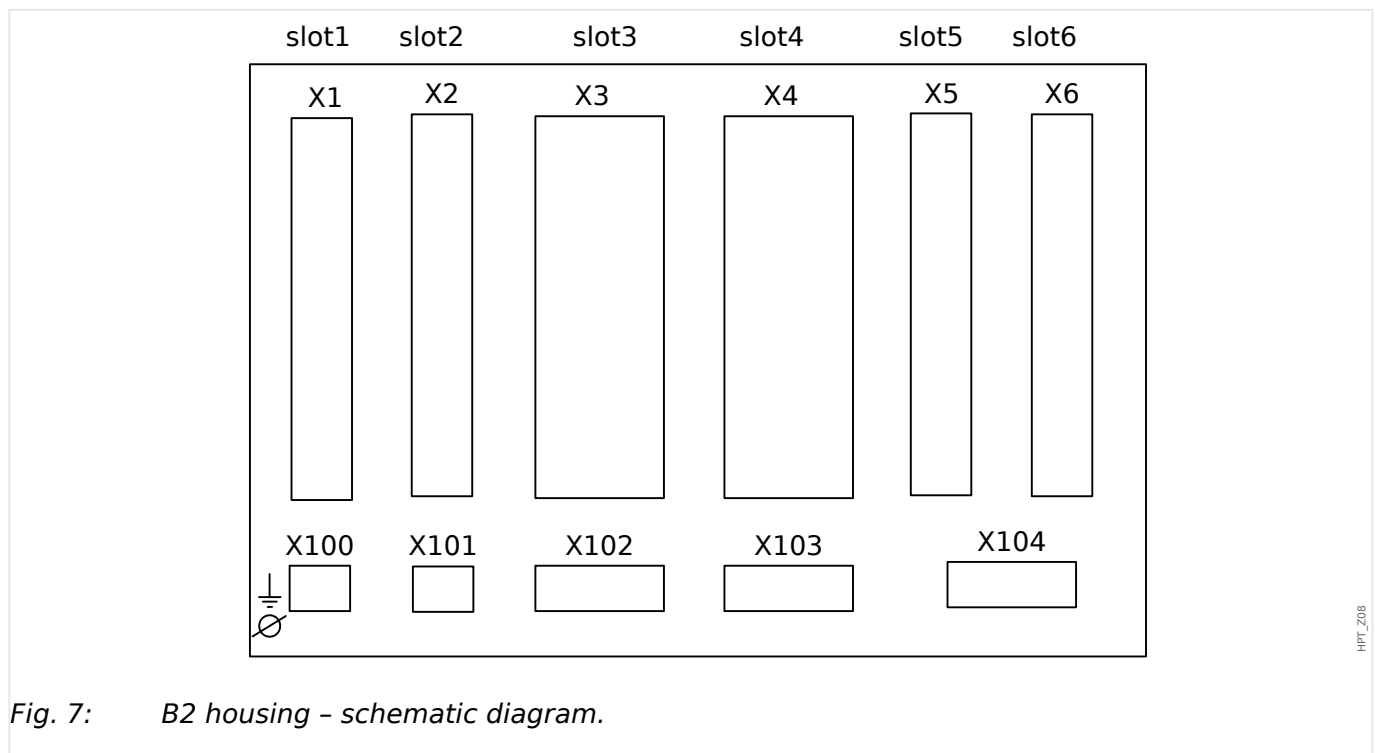 slot1 slot2 slot3 slot4 slot5 slot6
X1 X2 X3 X4 X5 X6
X100 X101 X102 X103 X104
HPT_Z08
Fig. 7: B2 housing – schematic diagram.